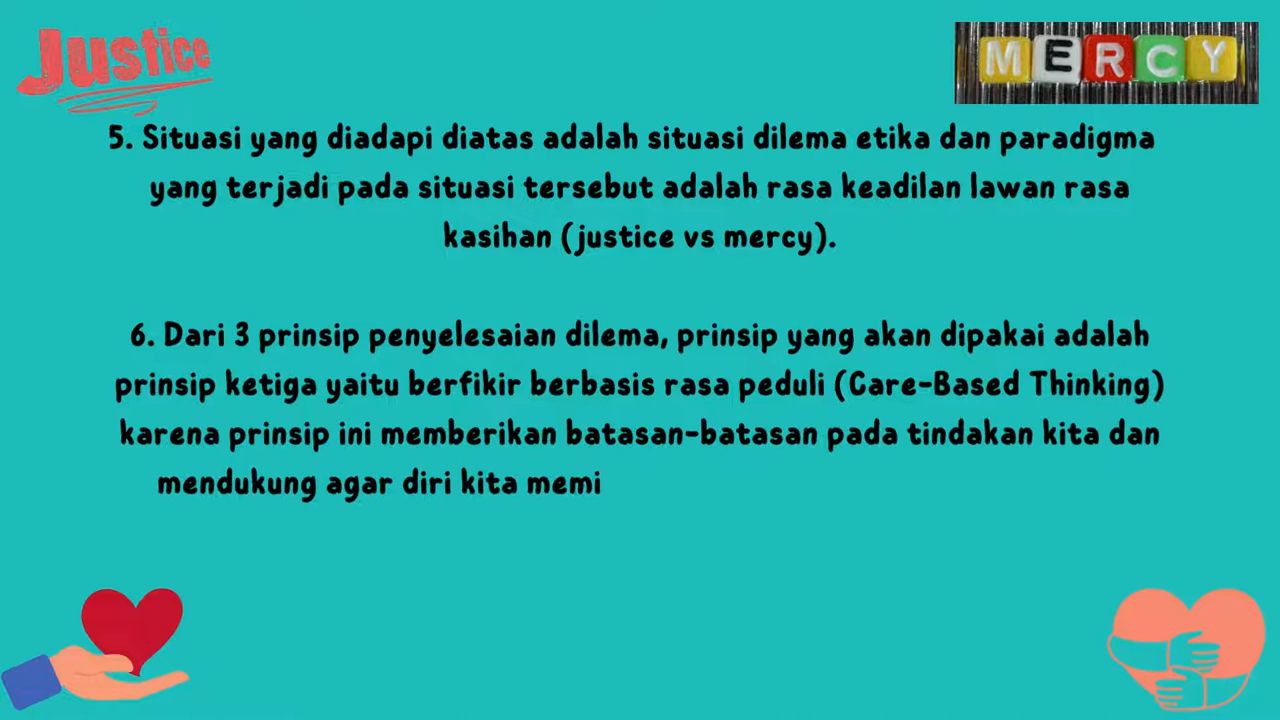 Justice
MERCY
5. Situasi yang diadapi diatas adalah situasi dilema etika dan paradigma
yang terjadi pada situasi tersebut adalah rasa keadilan lawan rasa
kasihan (justice vs mercy).
6. Dari 3 prinsip penyelesaian dilema, prinsip yang akan dipakai adalah
prinsip ketiga yaitu berfikir berbasis rasa peduli (Care-Based Thinking)
karena prinsip ini memberikan batasan-batasan pada tindakan kita dan
mendukung agar diri kita memi